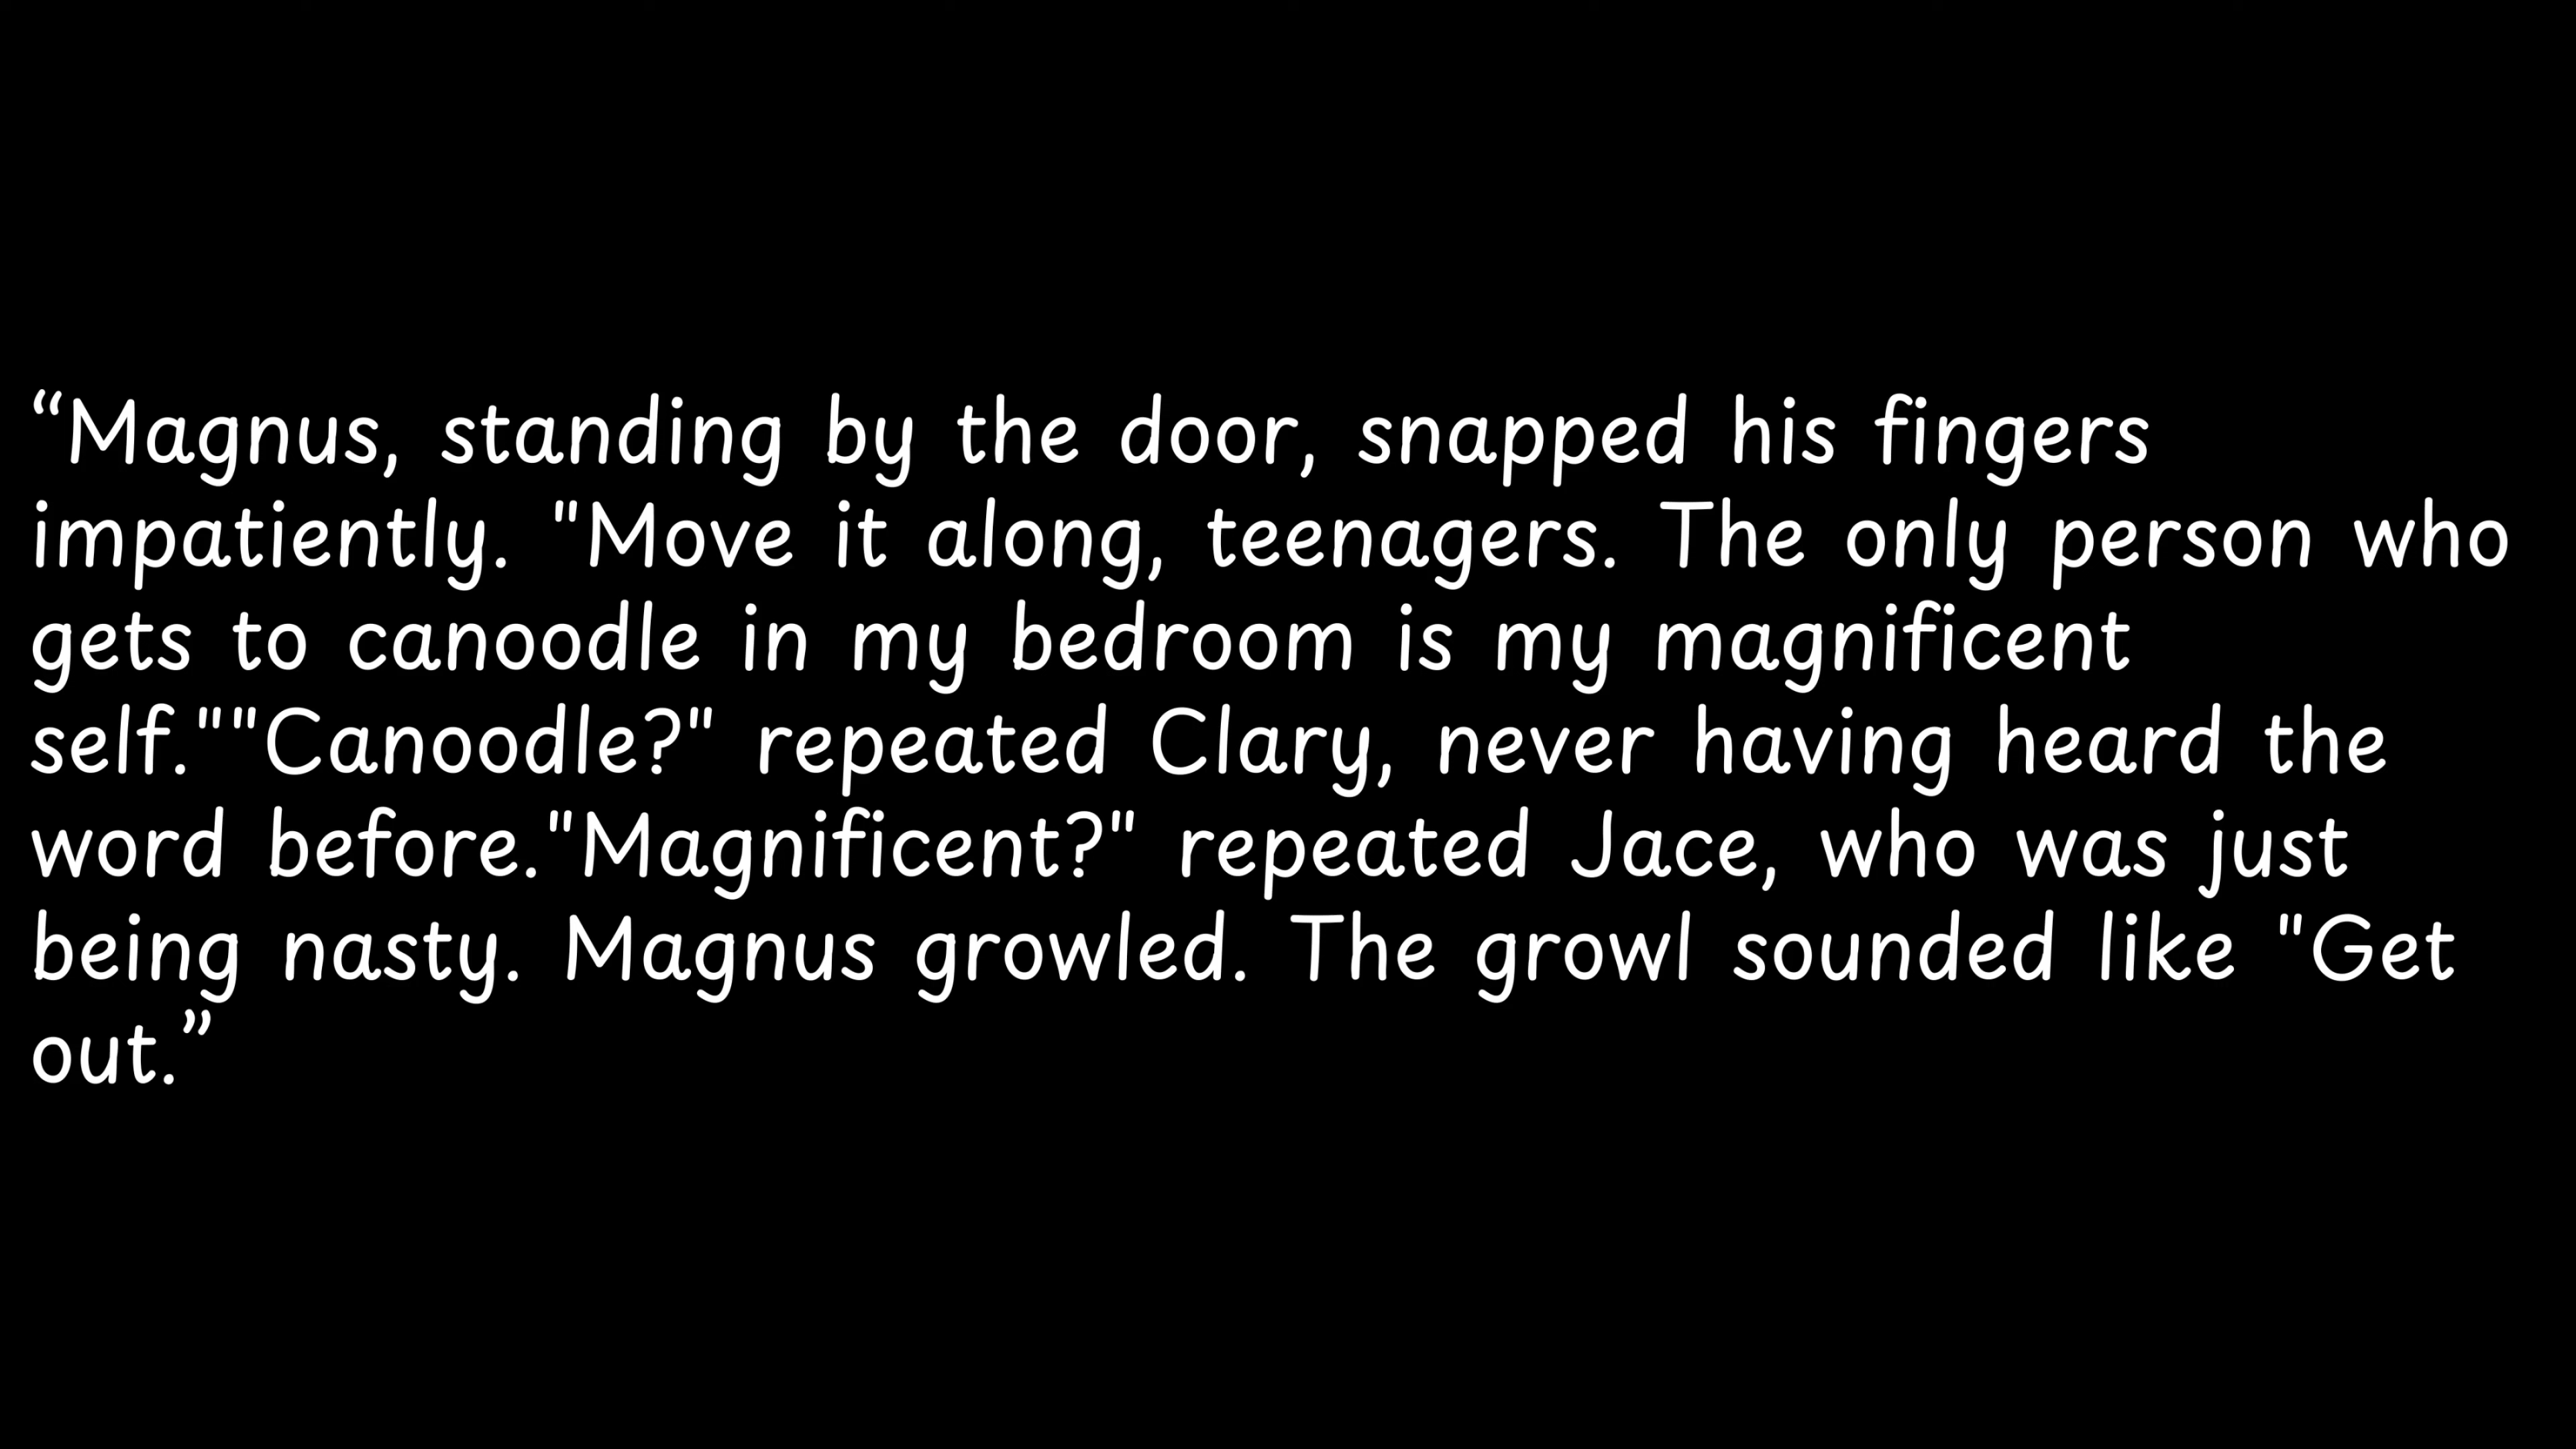 “Magnus, standing by the door, snapped his fingers
impatiently. "Move it along, teenagers. The only person who
gets to canoodle in my bedroom is my magnificent
self.""Canoodle?" repeated Clary, never having heard the
word before."Magnificent?" repeated Jace, who was just
being nasty. Magnus growled. The growl sounded like "Get
out.”